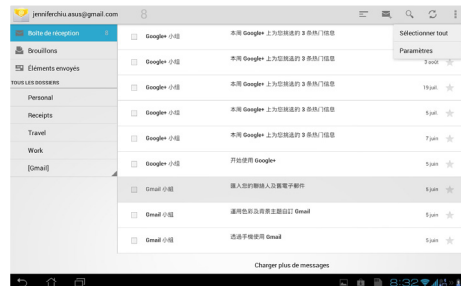 jenniferchiu.asus@gmail.com 8
Boîte de réception 8
Brouillons
Éléments envoyés
TOUS LES DOSSIERS
Personal
Receipts
Travel
Work
[Gmail]
Sélectionner tout
Paramètres
Google+ 小组 本周 Google+ 上为您挑选的 3 条热门信息
Google+ 小组 本周 Google+ 上为您挑选的 3 条热门信息 3 août
Google+ 小组 本周 Google+ 上为您挑选的 3 条热门信息 19 juil.
Google+ 小组 本周 Google+ 上为您挑选的 3 条热门信息 9 juil.
Google+ 小组 本周 Google+ 上为您挑选的 3 条热门信息 7 juin
Google+ 小组 开始使用 Google+ 5 juin
Gmail 小組 匯入您的聯絡人及舊電子郵件 5 juin
Gmail 小組 運用色彩及背景主題自訂 Gmail 5 juin
Gmail 小組 透過手機使用 Gmail 5 juin
Charger plus de messages
8:32